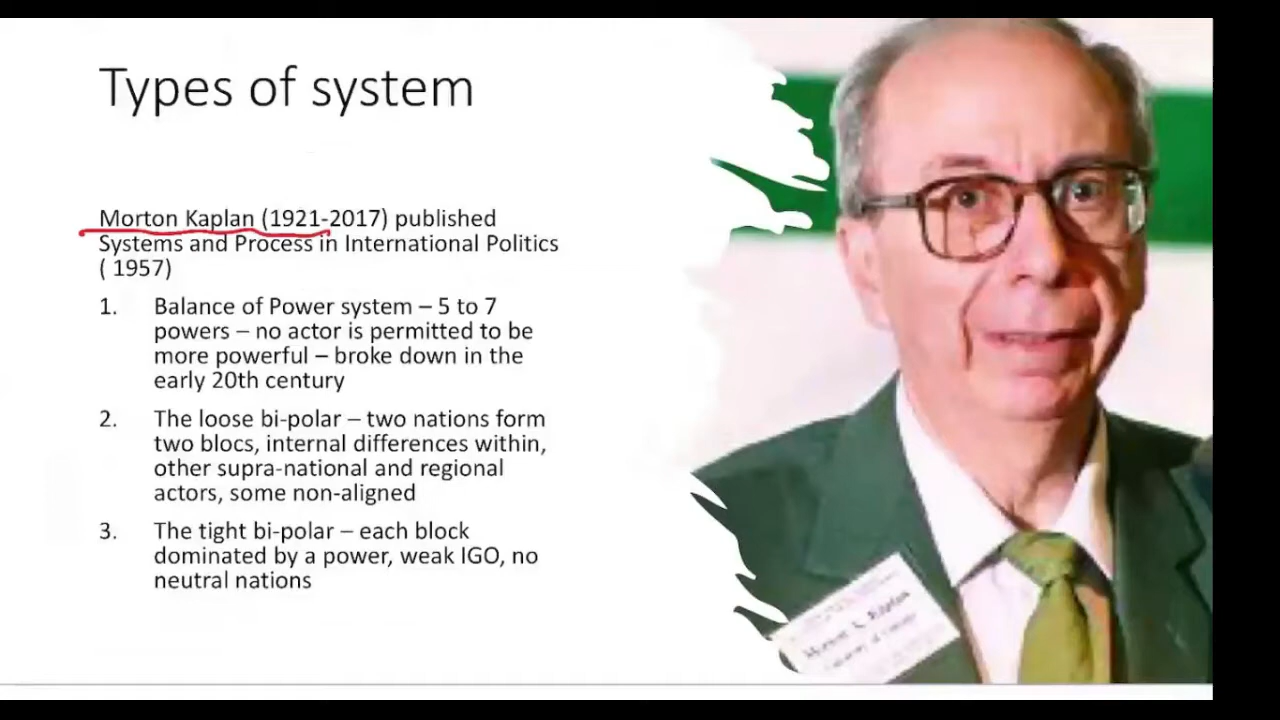 Types of system
Morton Kaplan (1921-2017) published
Systems and Process in International Politics
( 1957)
1. Balance of Power system – 5 to 7
powers – no actor is permitted to be
more powerful – broke down in the
early 20th century
2. The loose bi-polar – two nations form
two blocs, internal differences within,
other supra-national and regional
actors, some non-aligned
3. The tight bi-polar – each block
dominated by a power, weak IGO, no
neutral nations
Morton A. Kaplan